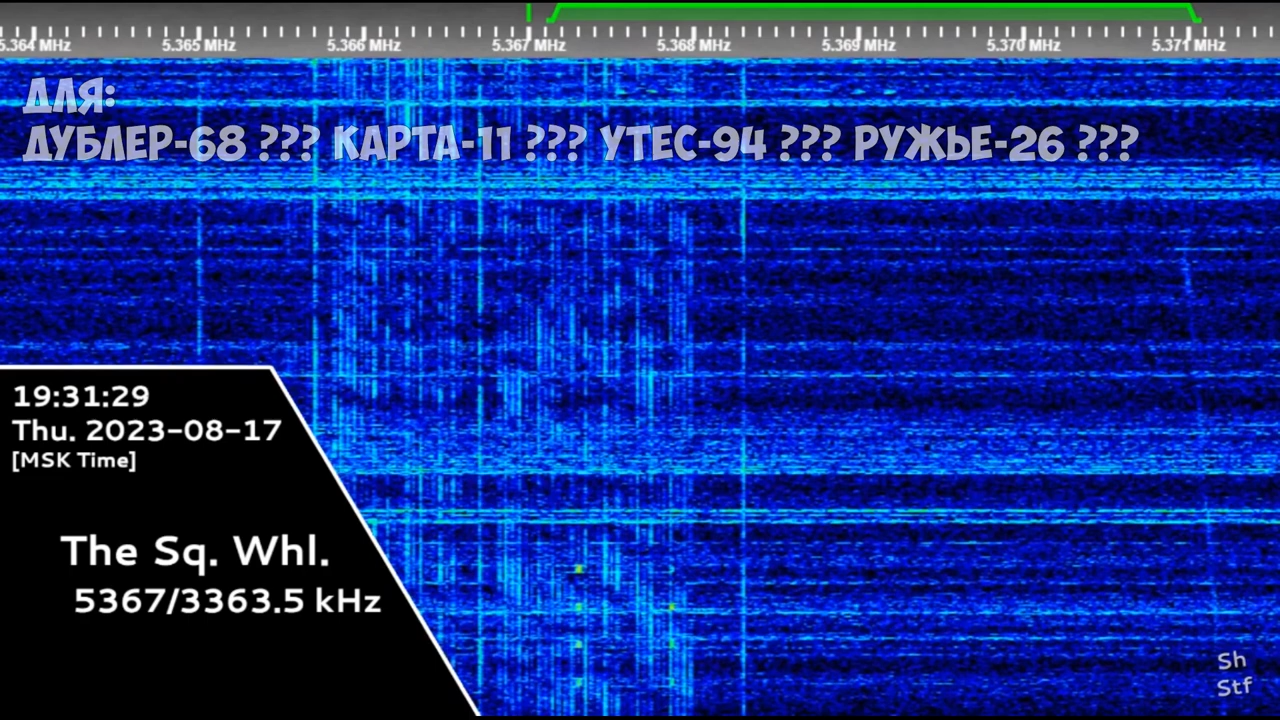 5.364 MHz 5.365 MHz 5.366 MHz 5.367 MHz 5.368 MHz 5.369 MHz 5.370 MHz 5.371 MHz
ДЛЯ:
ДУБЛЕР-68 ??? КАРТА-11 ??? УТЕС-94 ??? РУЖЬЕ-26 ???
19:31:29
Thu. 2023-08-17
[MSK Time]
The Sq. Whl.
5367/3363.5 kHz
Sh
Stf